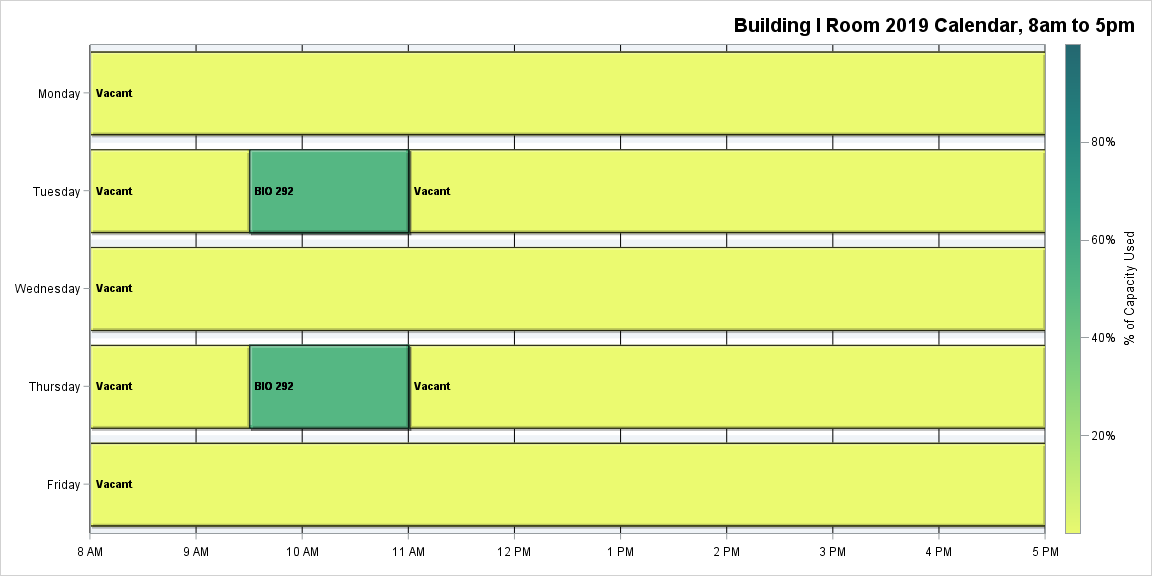 Building I Room 2019 Calendar, 8am to 5pm
Monday
Vacant
Tuesday
Vacant
BIO 292
Vacant
Wednesday
Vacant
Thursday
Vacant
BIO 292
Vacant
Friday
Vacant
8 AM
9 AM
10 AM
11 AM
12 PM
1 PM
2 PM
3 PM
4 PM
5 PM
80%
60%
40%
20%
% of Capacity Used